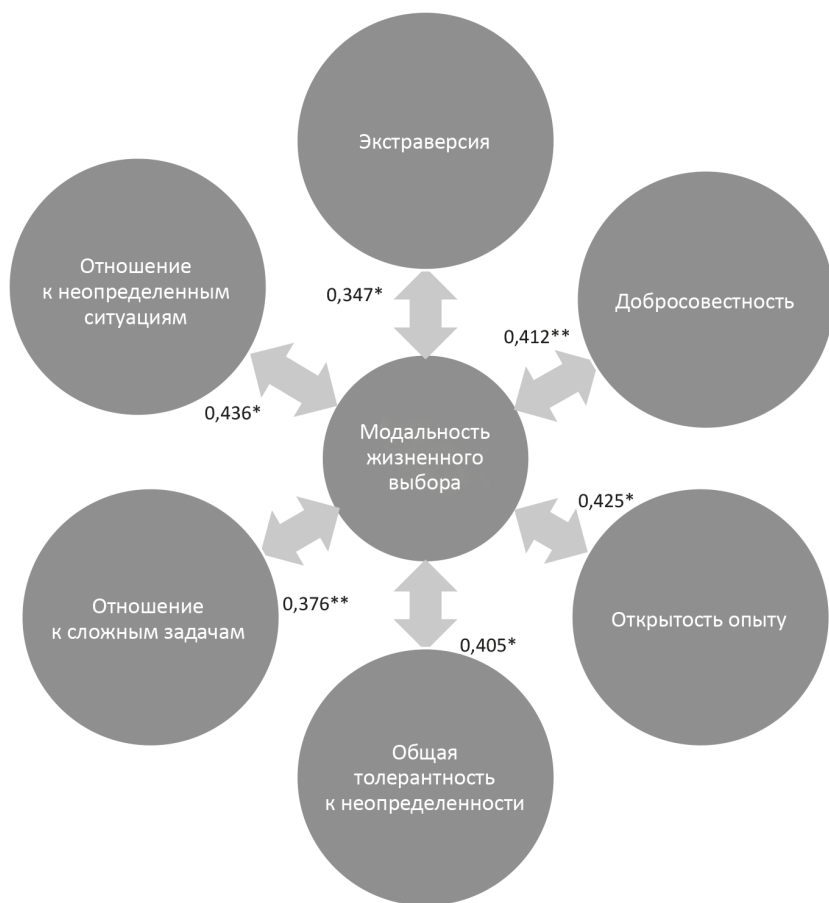 Экстраверсия
Отношение
к неопределенным
ситуациям
Добросовестность
0,347*
0,412**
0,436*
Модальность
жизненного
выбора
0,425*
0,376**
0,405*
Отношение
к сложным задачам
Открытость опыту
Общая
толерантность
к неопределенности